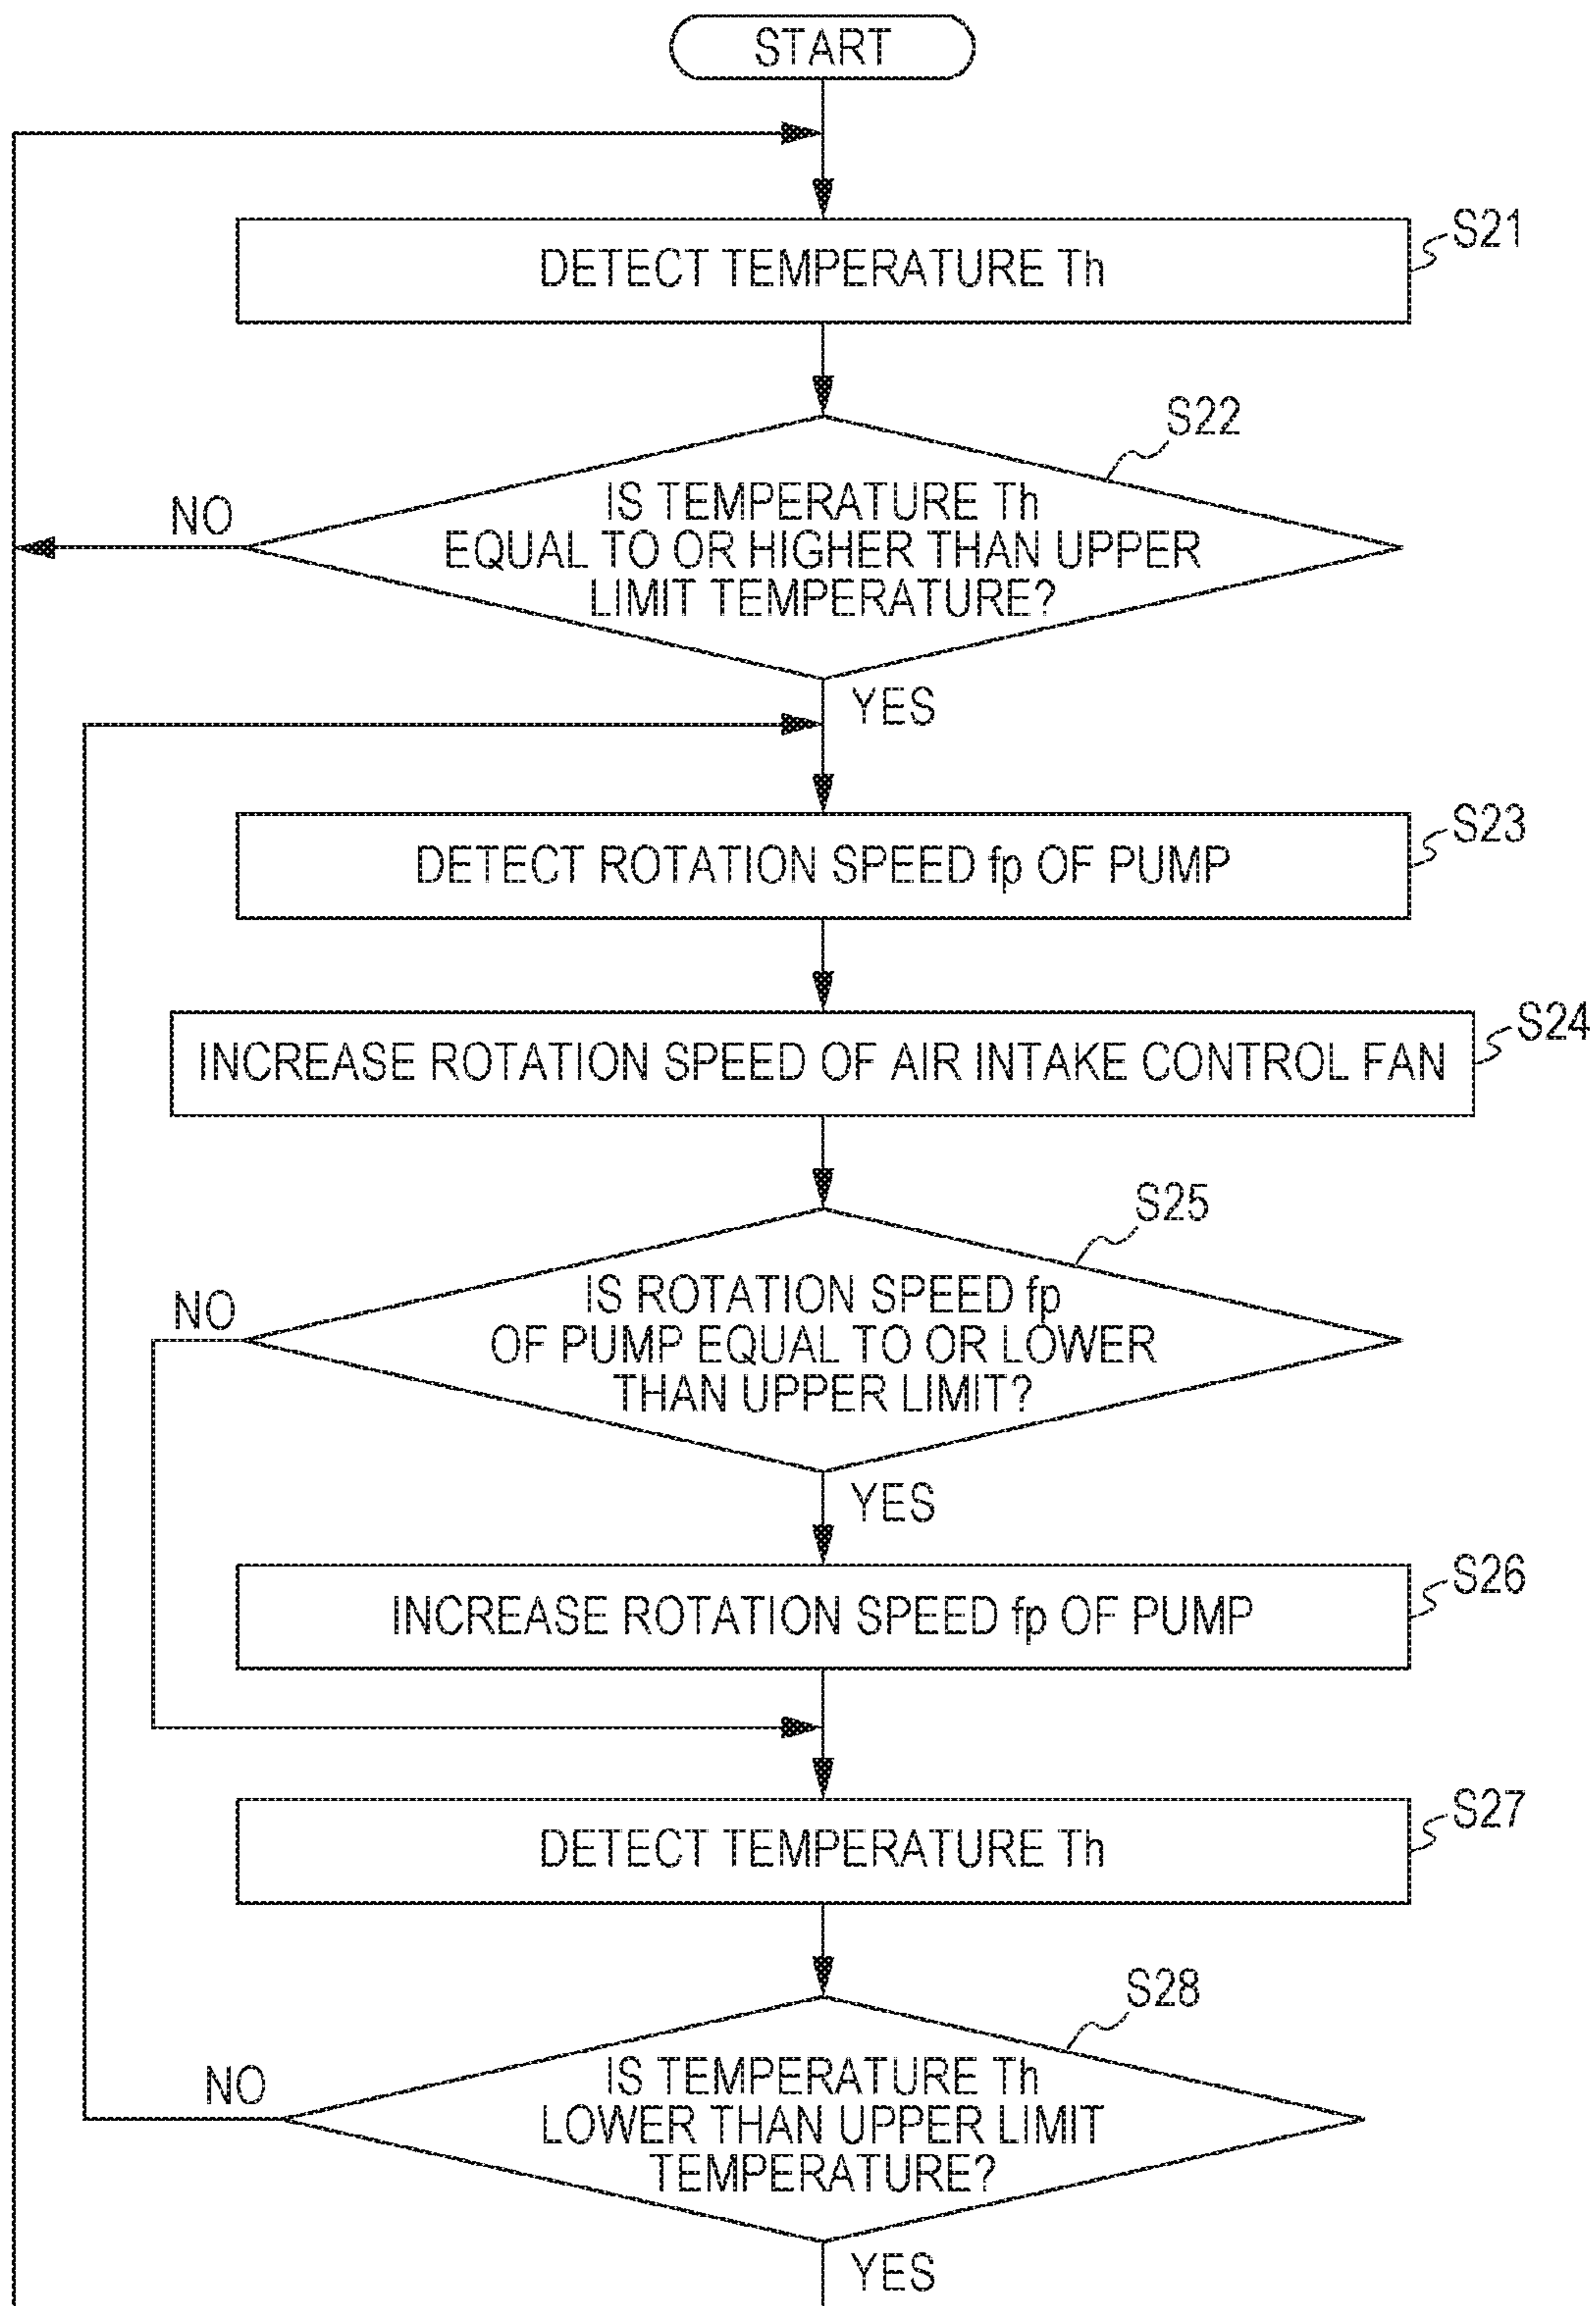 START
DETECT TEMPERATURE Th
S21
S22
IS TEMPERATURE Th
EQUAL TO OR HIGHER THAN UPPER
LIMIT TEMPERATURE?
NO
YES
DETECT ROTATION SPEED fp OF PUMP
S23
INCREASE ROTATION SPEED OF AIR INTAKE CONTROL FAN
S24
S25
IS ROTATION SPEED fp
OF PUMP EQUAL TO OR LOWER
THAN UPPER LIMIT?
NO
YES
INCREASE ROTATION SPEED fp OF PUMP
S26
DETECT TEMPERATURE Th
S27
S28
IS TEMPERATURE Th
LOWER THAN UPPER LIMIT
TEMPERATURE?
NO
YES